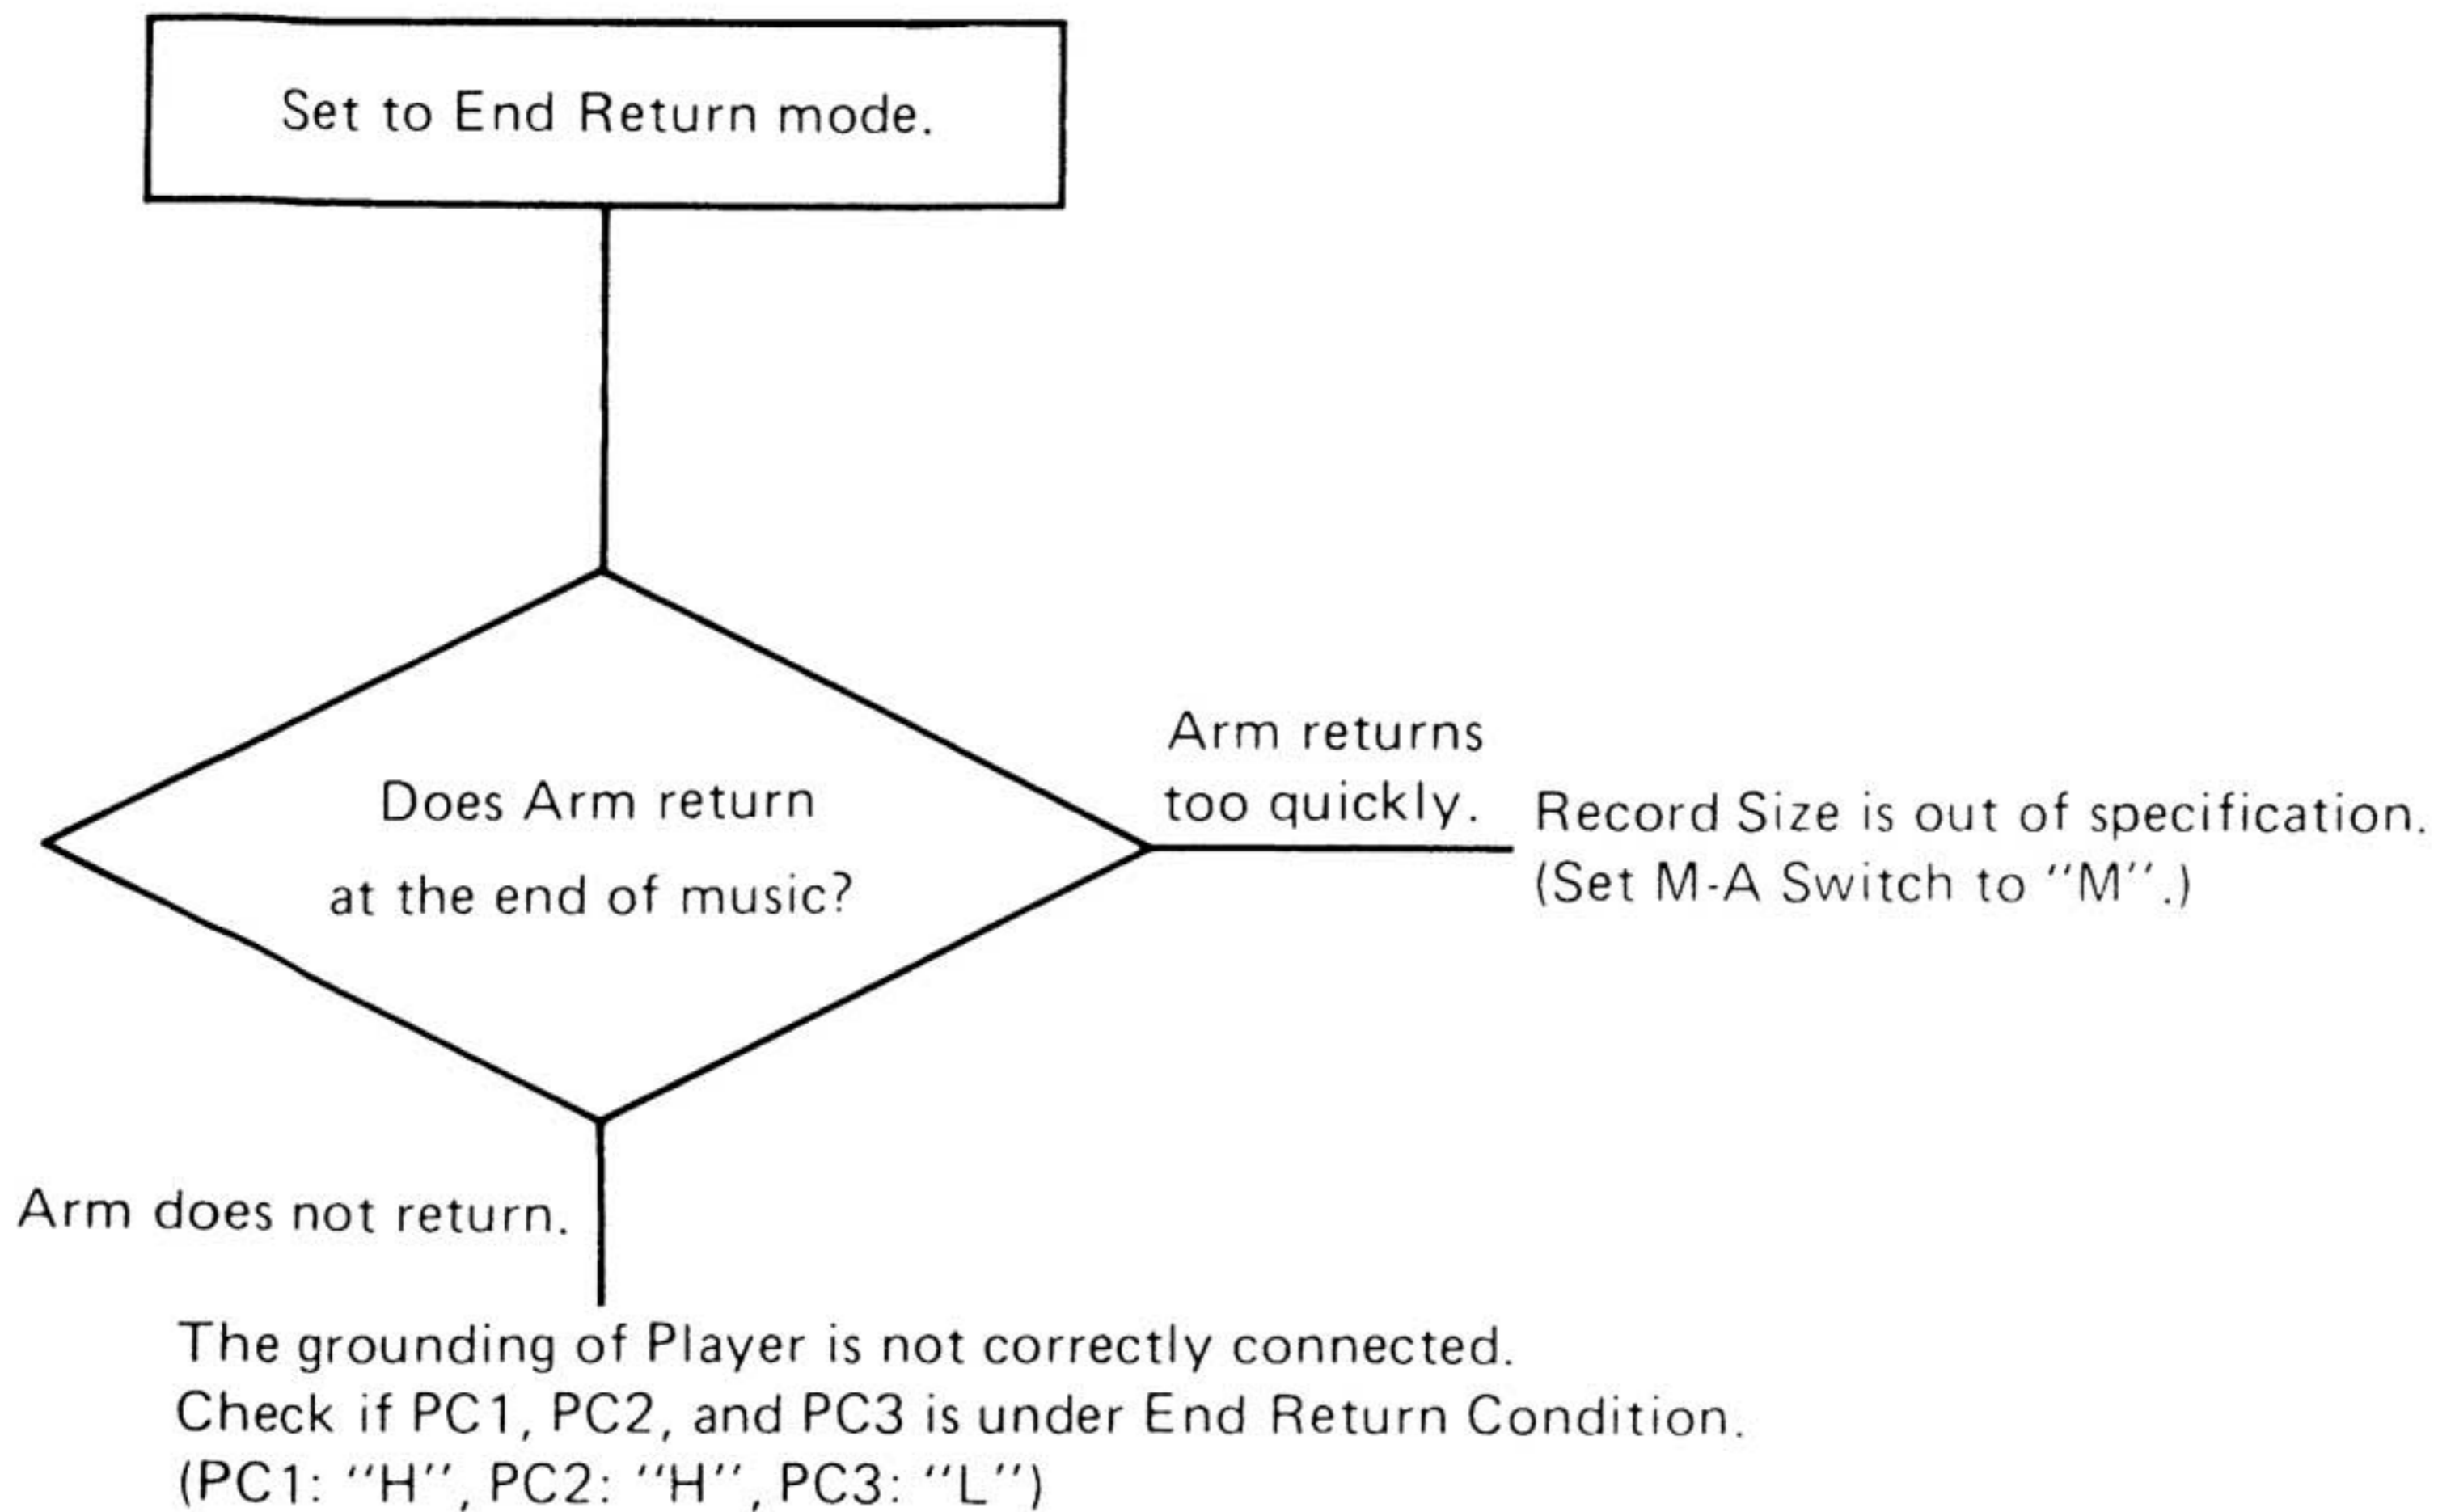 Set to End Return mode.
Does Arm return
at the end of music?
Arm returns
too quickly.
Record Size is out of specification.
(Set M-A Switch to "M".)
Arm does not return.
The grounding of Player is not correctly connected.
Check if PC1, PC2, and PC3 is under End Return Condition.
(PC1: "H", PC2: "H", PC3: "L")